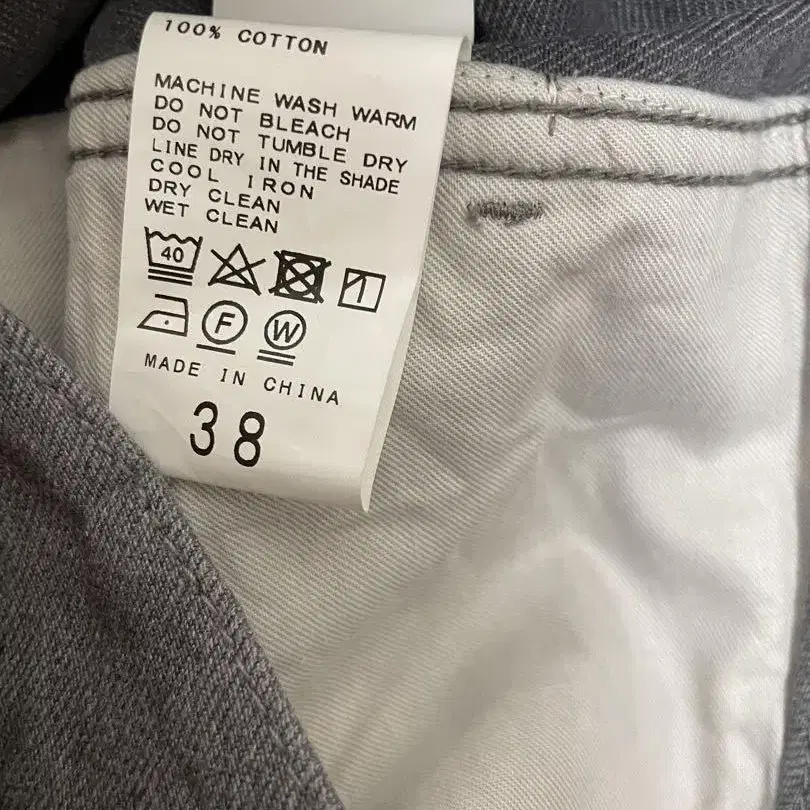 100% COTTON
MACHINE WASH WARM
DO NOT BLEACH
DO NOT TUMBLE DRY
LINE DRY IN THE SHADE
COOL IRON
DRY CLEAN
WET CLEAN
40
F W
MADE IN CHINA
38